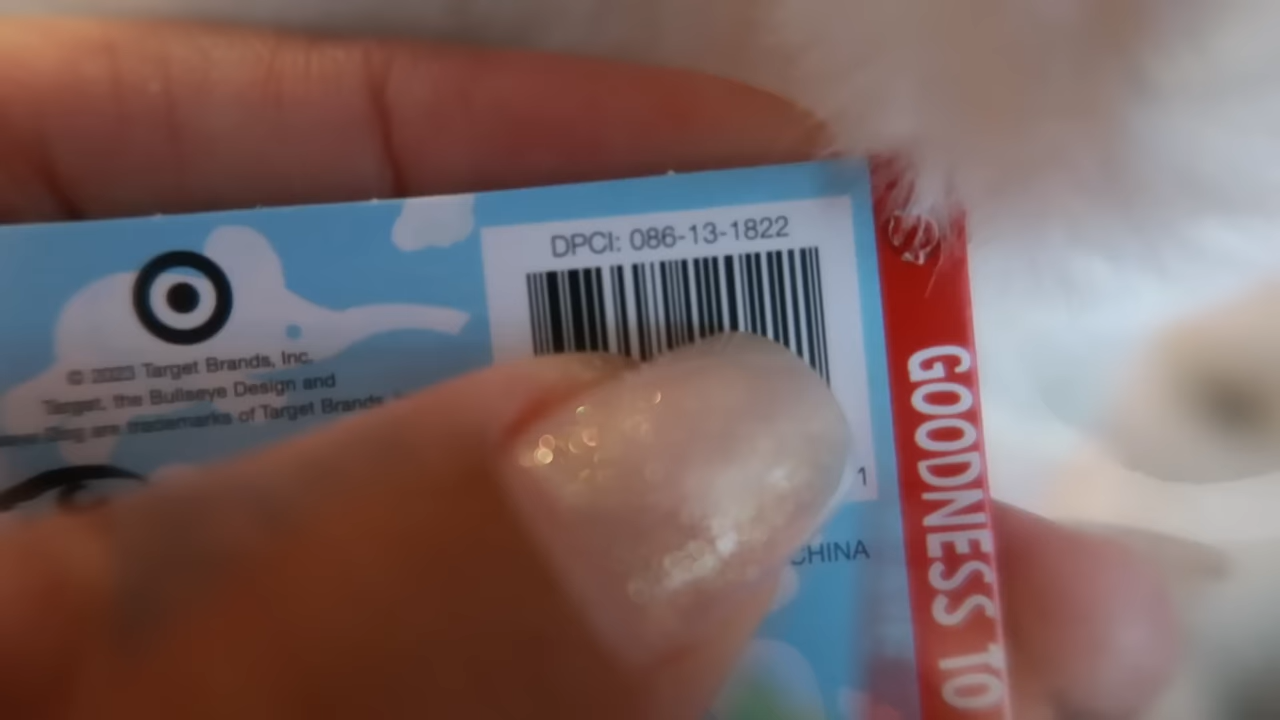 DPCI: 086-13-1822
© 2023 Target Brands, Inc.
Target, the Bullseye Design and
Dog are trademarks of Target Brands,
1
CHINA
GOODNESS TO